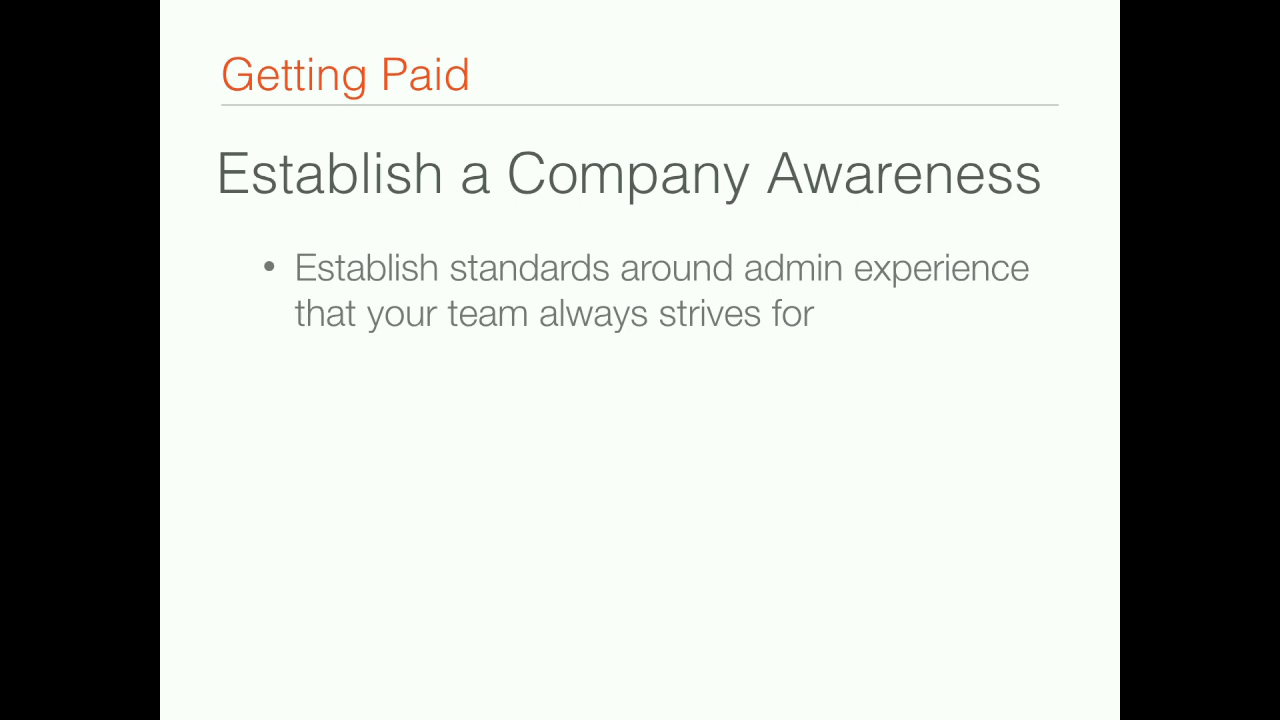 Getting Paid
Establish a Company Awareness
• Establish standards around admin experience
that your team always strives for